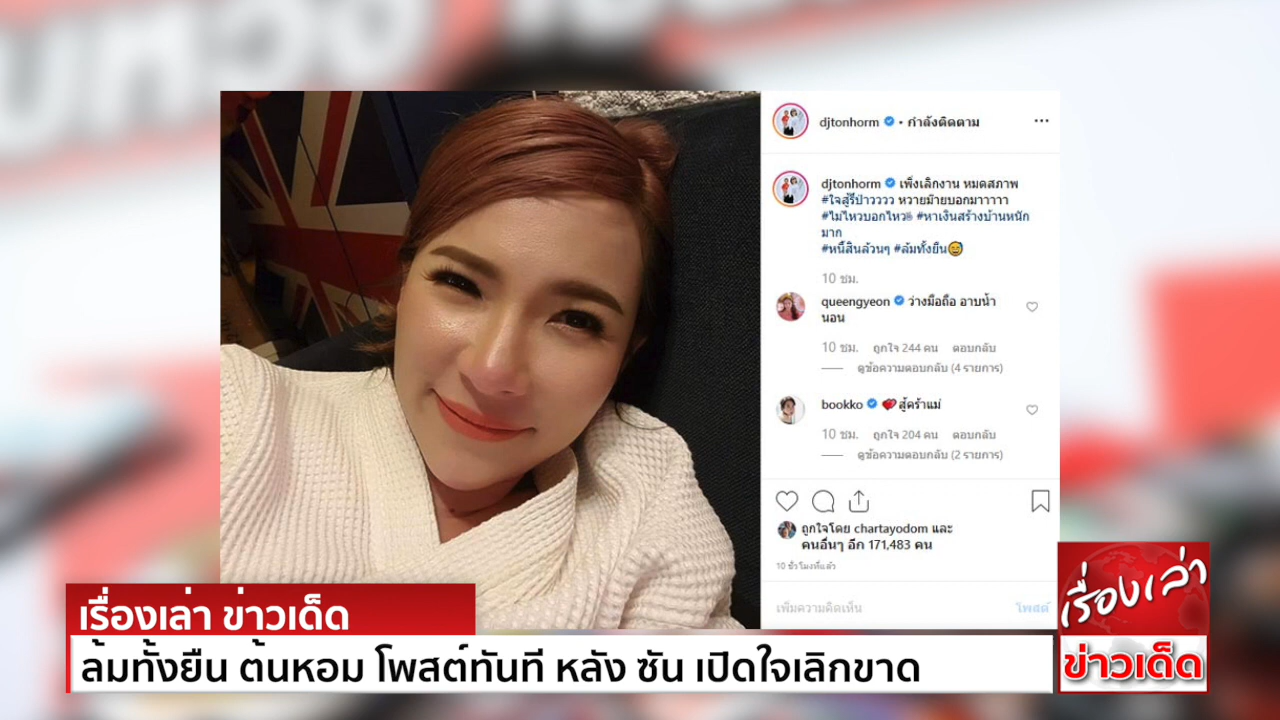 djtonhorm • กำลังติดตาม
djtonhorm เพิ่งเลิกงาน หมดสภาพ
#ใจสู้รึป่าวววว หวายม๊ายบอกมาาาาา
#ไม่ไหวบอกไหว #หาเงินสร้างบ้านหนัก
มาก
#หนี้สินล้วนๆ #ล้มทั้งยืน😅
10 ชม.
queengyeon ว่างมือถือ อาบน้ำ
นอน
10 ชม. ถูกใจ 244 คน ตอบกลับ
ดูข้อความตอบกลับ (4 รายการ)
bookko 💕 สู้คร้าแม่
10 ชม. ถูกใจ 204 คน ตอบกลับ
ดูข้อความตอบกลับ (2 รายการ)
ถูกใจโดย chartayodom และ
คนอื่นๆ อีก 171,483 คน
10 ชั่วโมงที่แล้ว
เพิ่มความคิดเห็น โพสต์
เรื่องเล่า ข่าวเด็ด
ล้มทั้งยืน ต้นหอม โพสต์ทันที หลัง ซัน เปิดใจเลิกขาด
เรื่องเล่า
ข่าวเด็ด